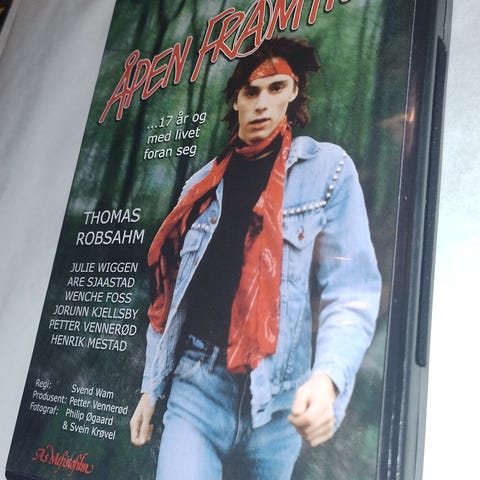 ÅPEN FRAMTID
...17 år og
med livet
foran seg
THOMAS
ROBSAHM
JULIE WIGGEN
ARE SJAASTAD
WENCHE FOSS
JORUNN KJELLSBY
PETTER VENNERØD
HENRIK MESTAD
Regi: Svend Wam
Produsent: Petter Vennerød
Fotograf: Philip Øgaard
& Svein Krøvel
As Mefistofilm